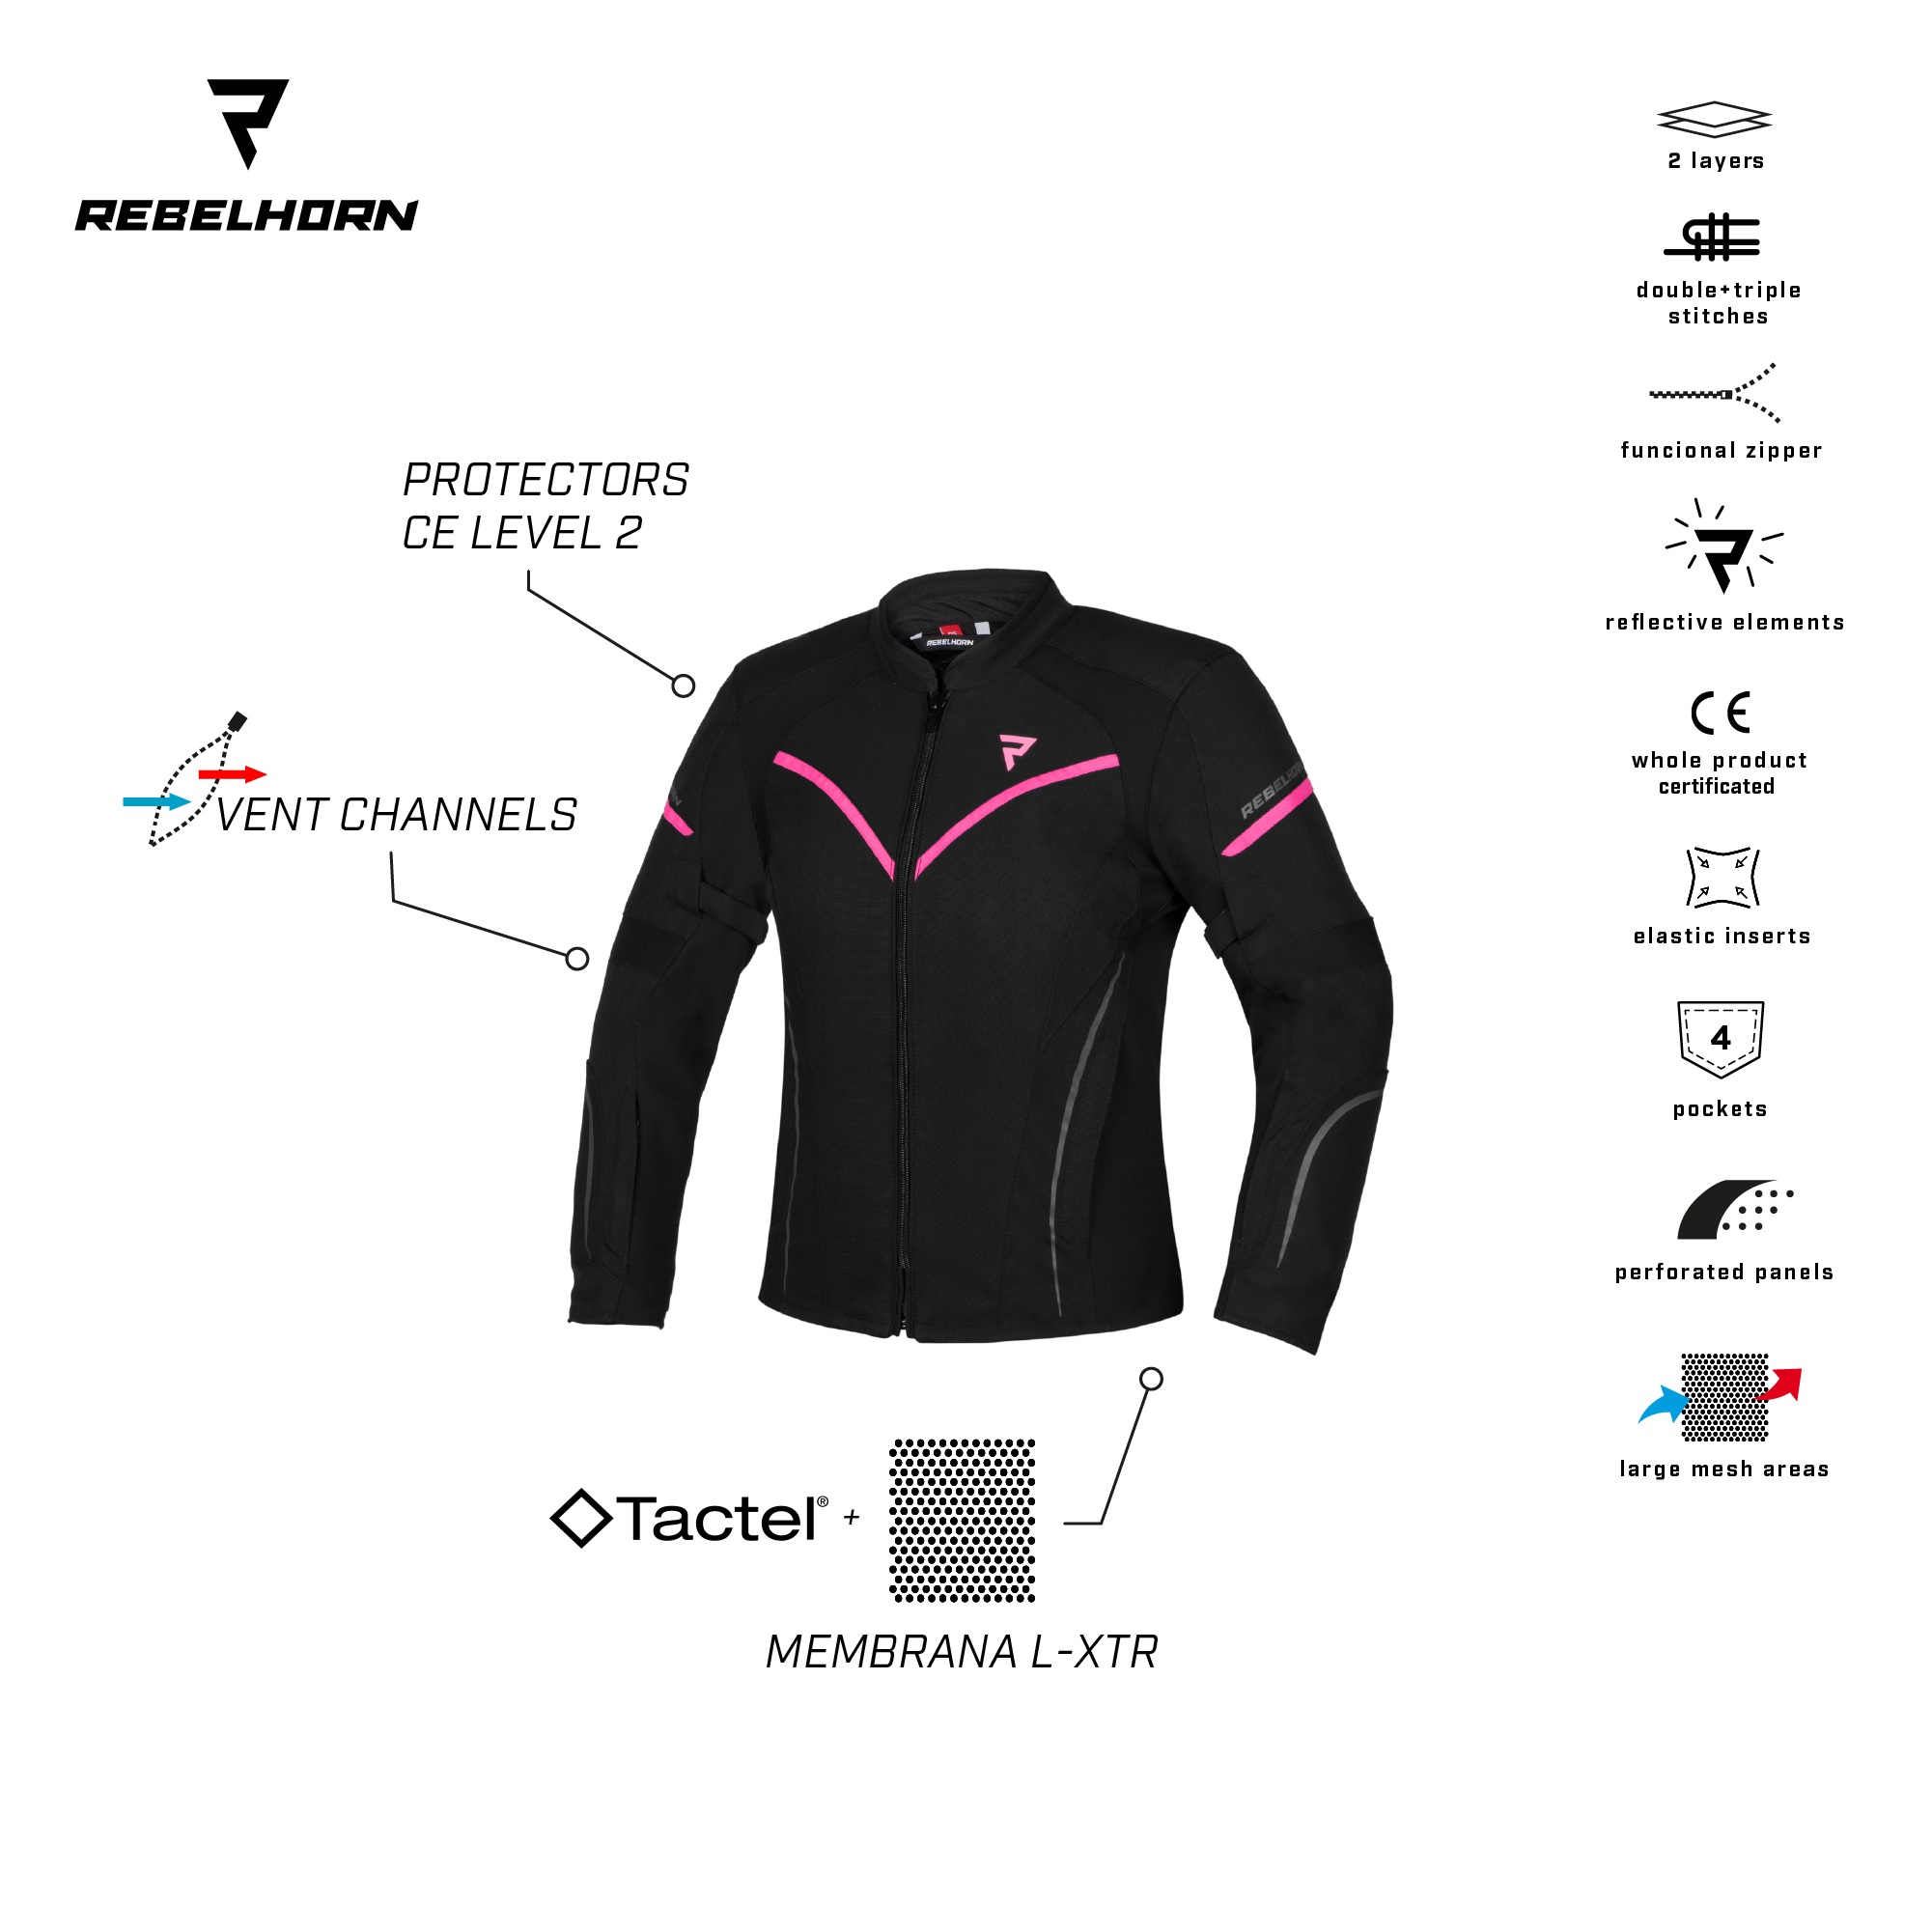 REBELHORN
PROTECTORS
CE LEVEL 2
VENT CHANNELS
REBELHORN
REBELHORN
Tactel® +
MEMBRANA L-XTR
2 layers
double+triple
stitches
funcional zipper
reflective elements
CE
whole product
certificated
elastic inserts
4
pockets
perforated panels
large mesh areas